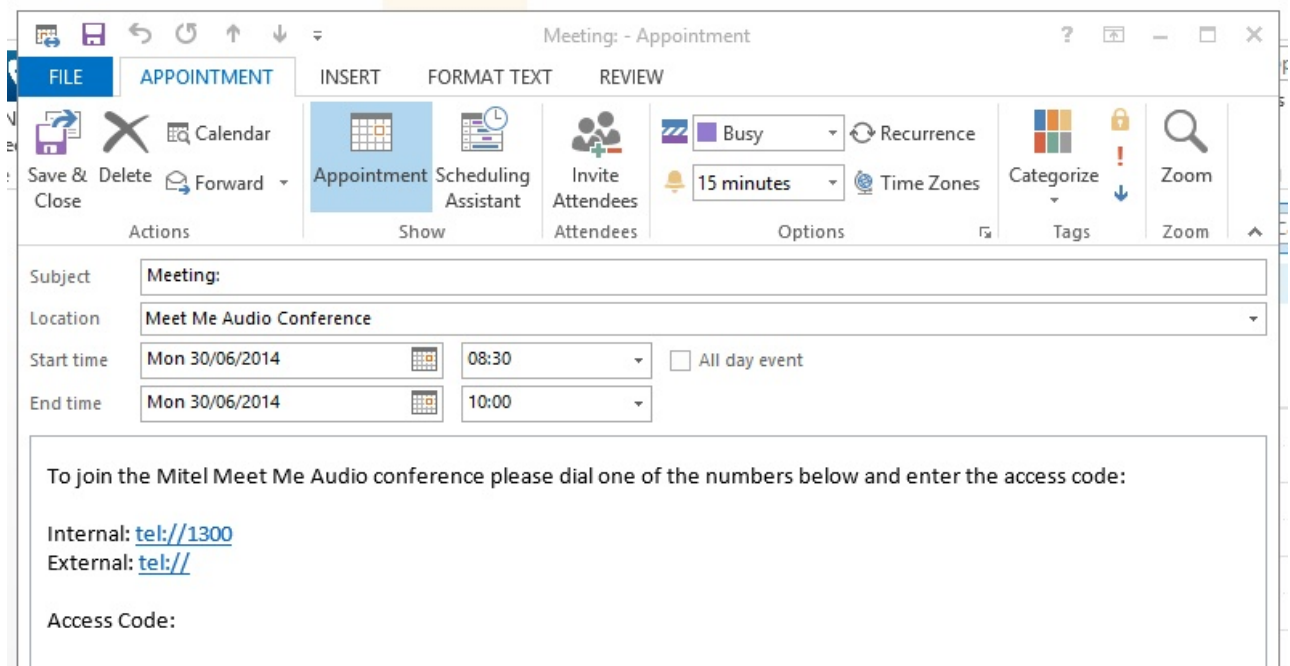 Meeting: - Appointment
?
FILE APPOINTMENT INSERT FORMAT TEXT REVIEW
Save & Close
Delete
Calendar
Forward
Actions
Appointment
Scheduling Assistant
Show
Invite Attendees
Attendees
Busy
15 minutes
Recurrence
Time Zones
Options
Categorize
!
Tags
Zoom
Zoom
Subject Meeting:
Location Meet Me Audio Conference
Start time Mon 30/06/2014 08:30 All day event
End time Mon 30/06/2014 10:00
To join the Mitel Meet Me Audio conference please dial one of the numbers below and enter the access code:
Internal: tel://1300
External: tel://
Access Code: